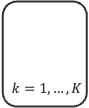 k = 1, … , K